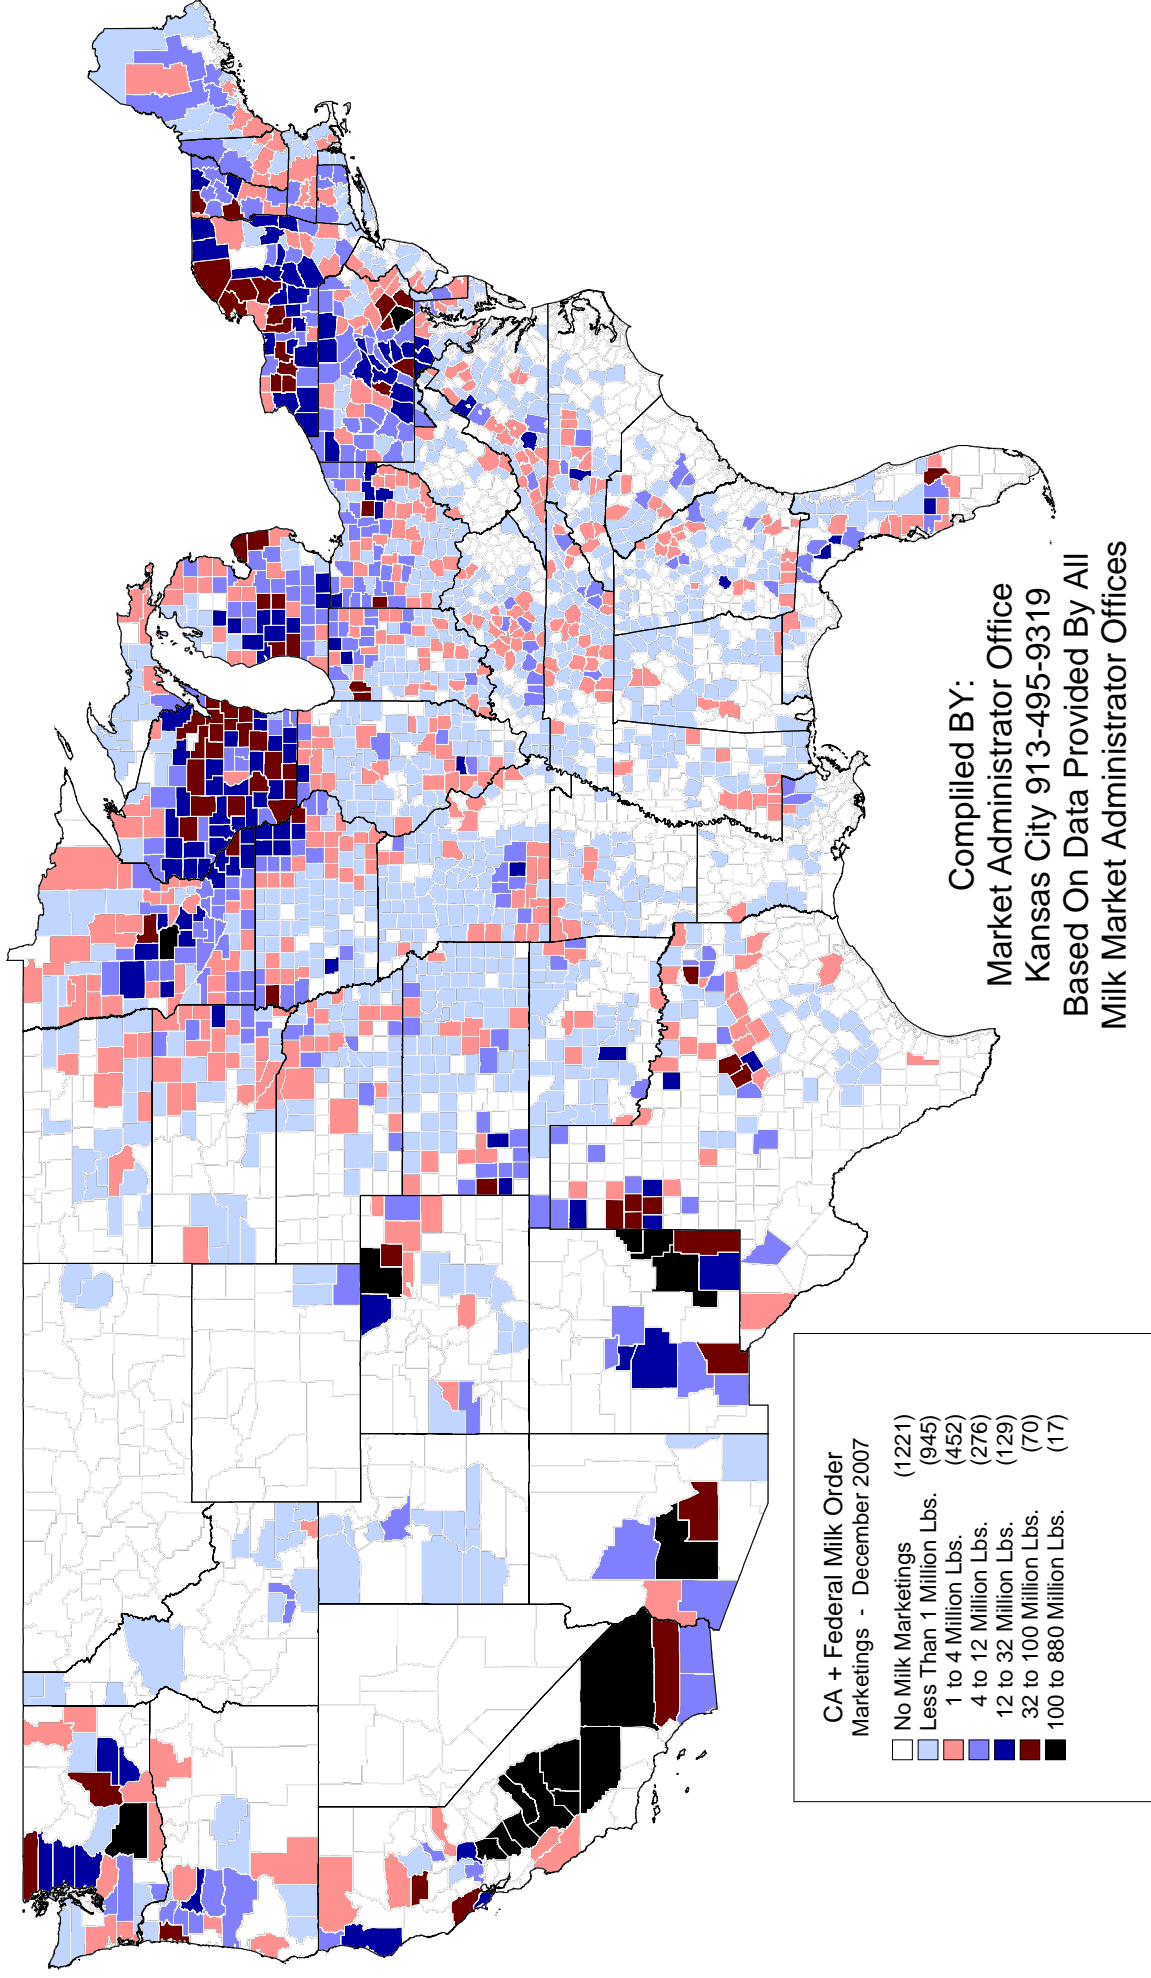 CA + Federal Milk Order
Marketings - December 2007
No Milk Marketings (1221)
Less Than 1 Million Lbs. (945)
1 to 4 Million Lbs. (452)
4 to 12 Million Lbs. (276)
12 to 32 Million Lbs. (129)
32 to 100 Million Lbs. (70)
100 to 880 Million Lbs. (17)
Complied BY:
Market Administrator Office
Kansas City 913-495-9319
Based On Data Provided By All
Milk Market Administrator Offices